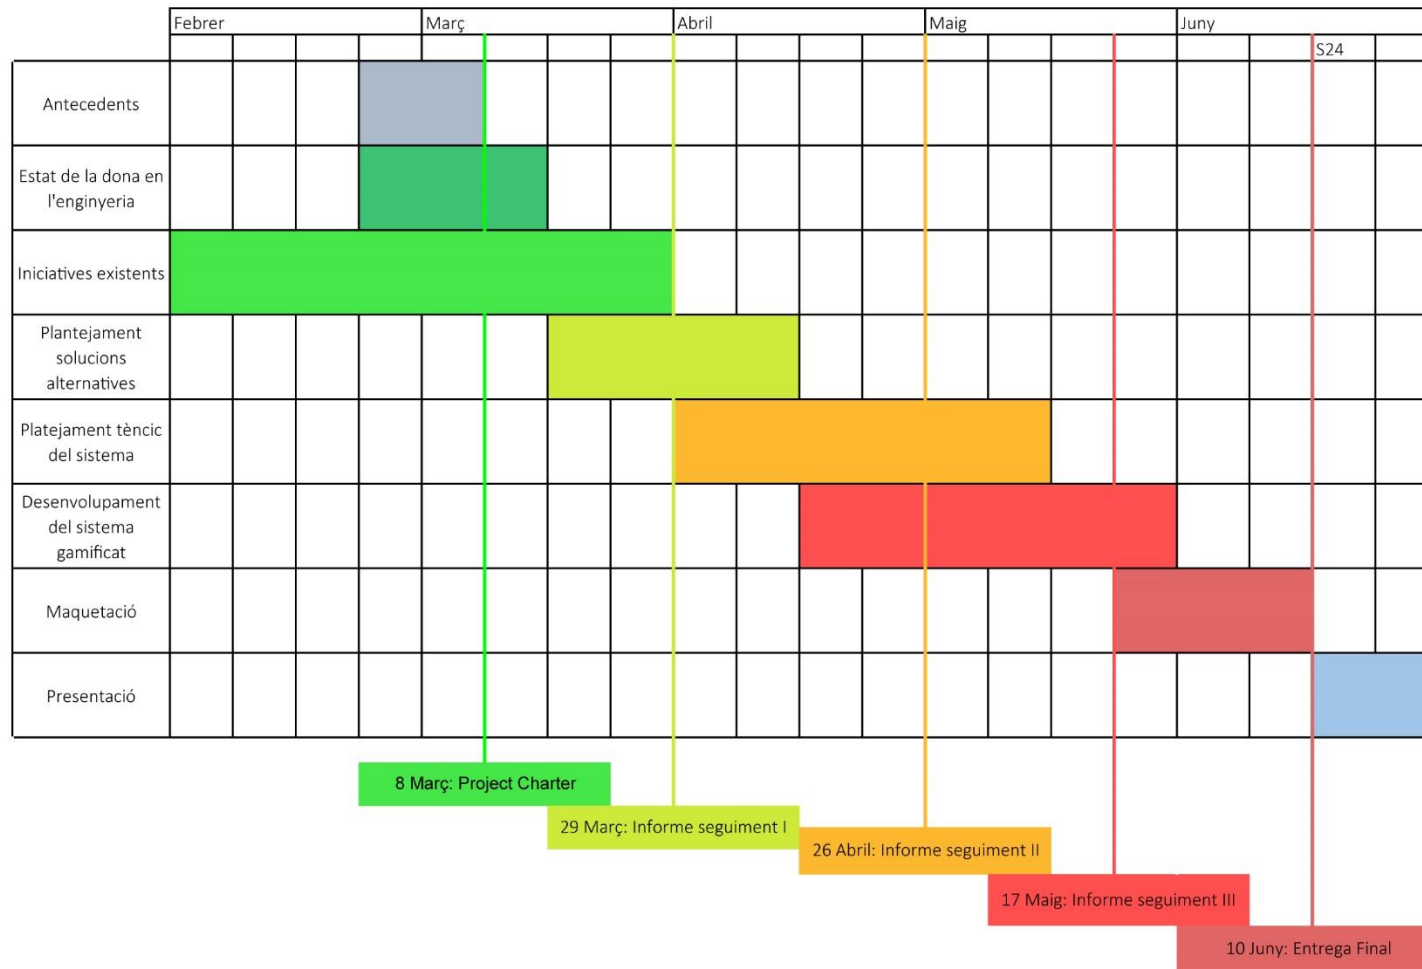 Febrer
Març
Abril
Maig
Juny
S24
Antecedents
Estat de la dona en
l'enginyeria
Iniciatives existents
Plantejament
solucions
alternatives
Platejament tèncic
del sistema
Desenvolupament
del sistema
gamificat
Maquetació
Presentació
8 Març: Project Charter
29 Març: Informe seguiment I
26 Abril: Informe seguiment II
17 Maig: Informe seguiment III
10 Juny: Entrega Final